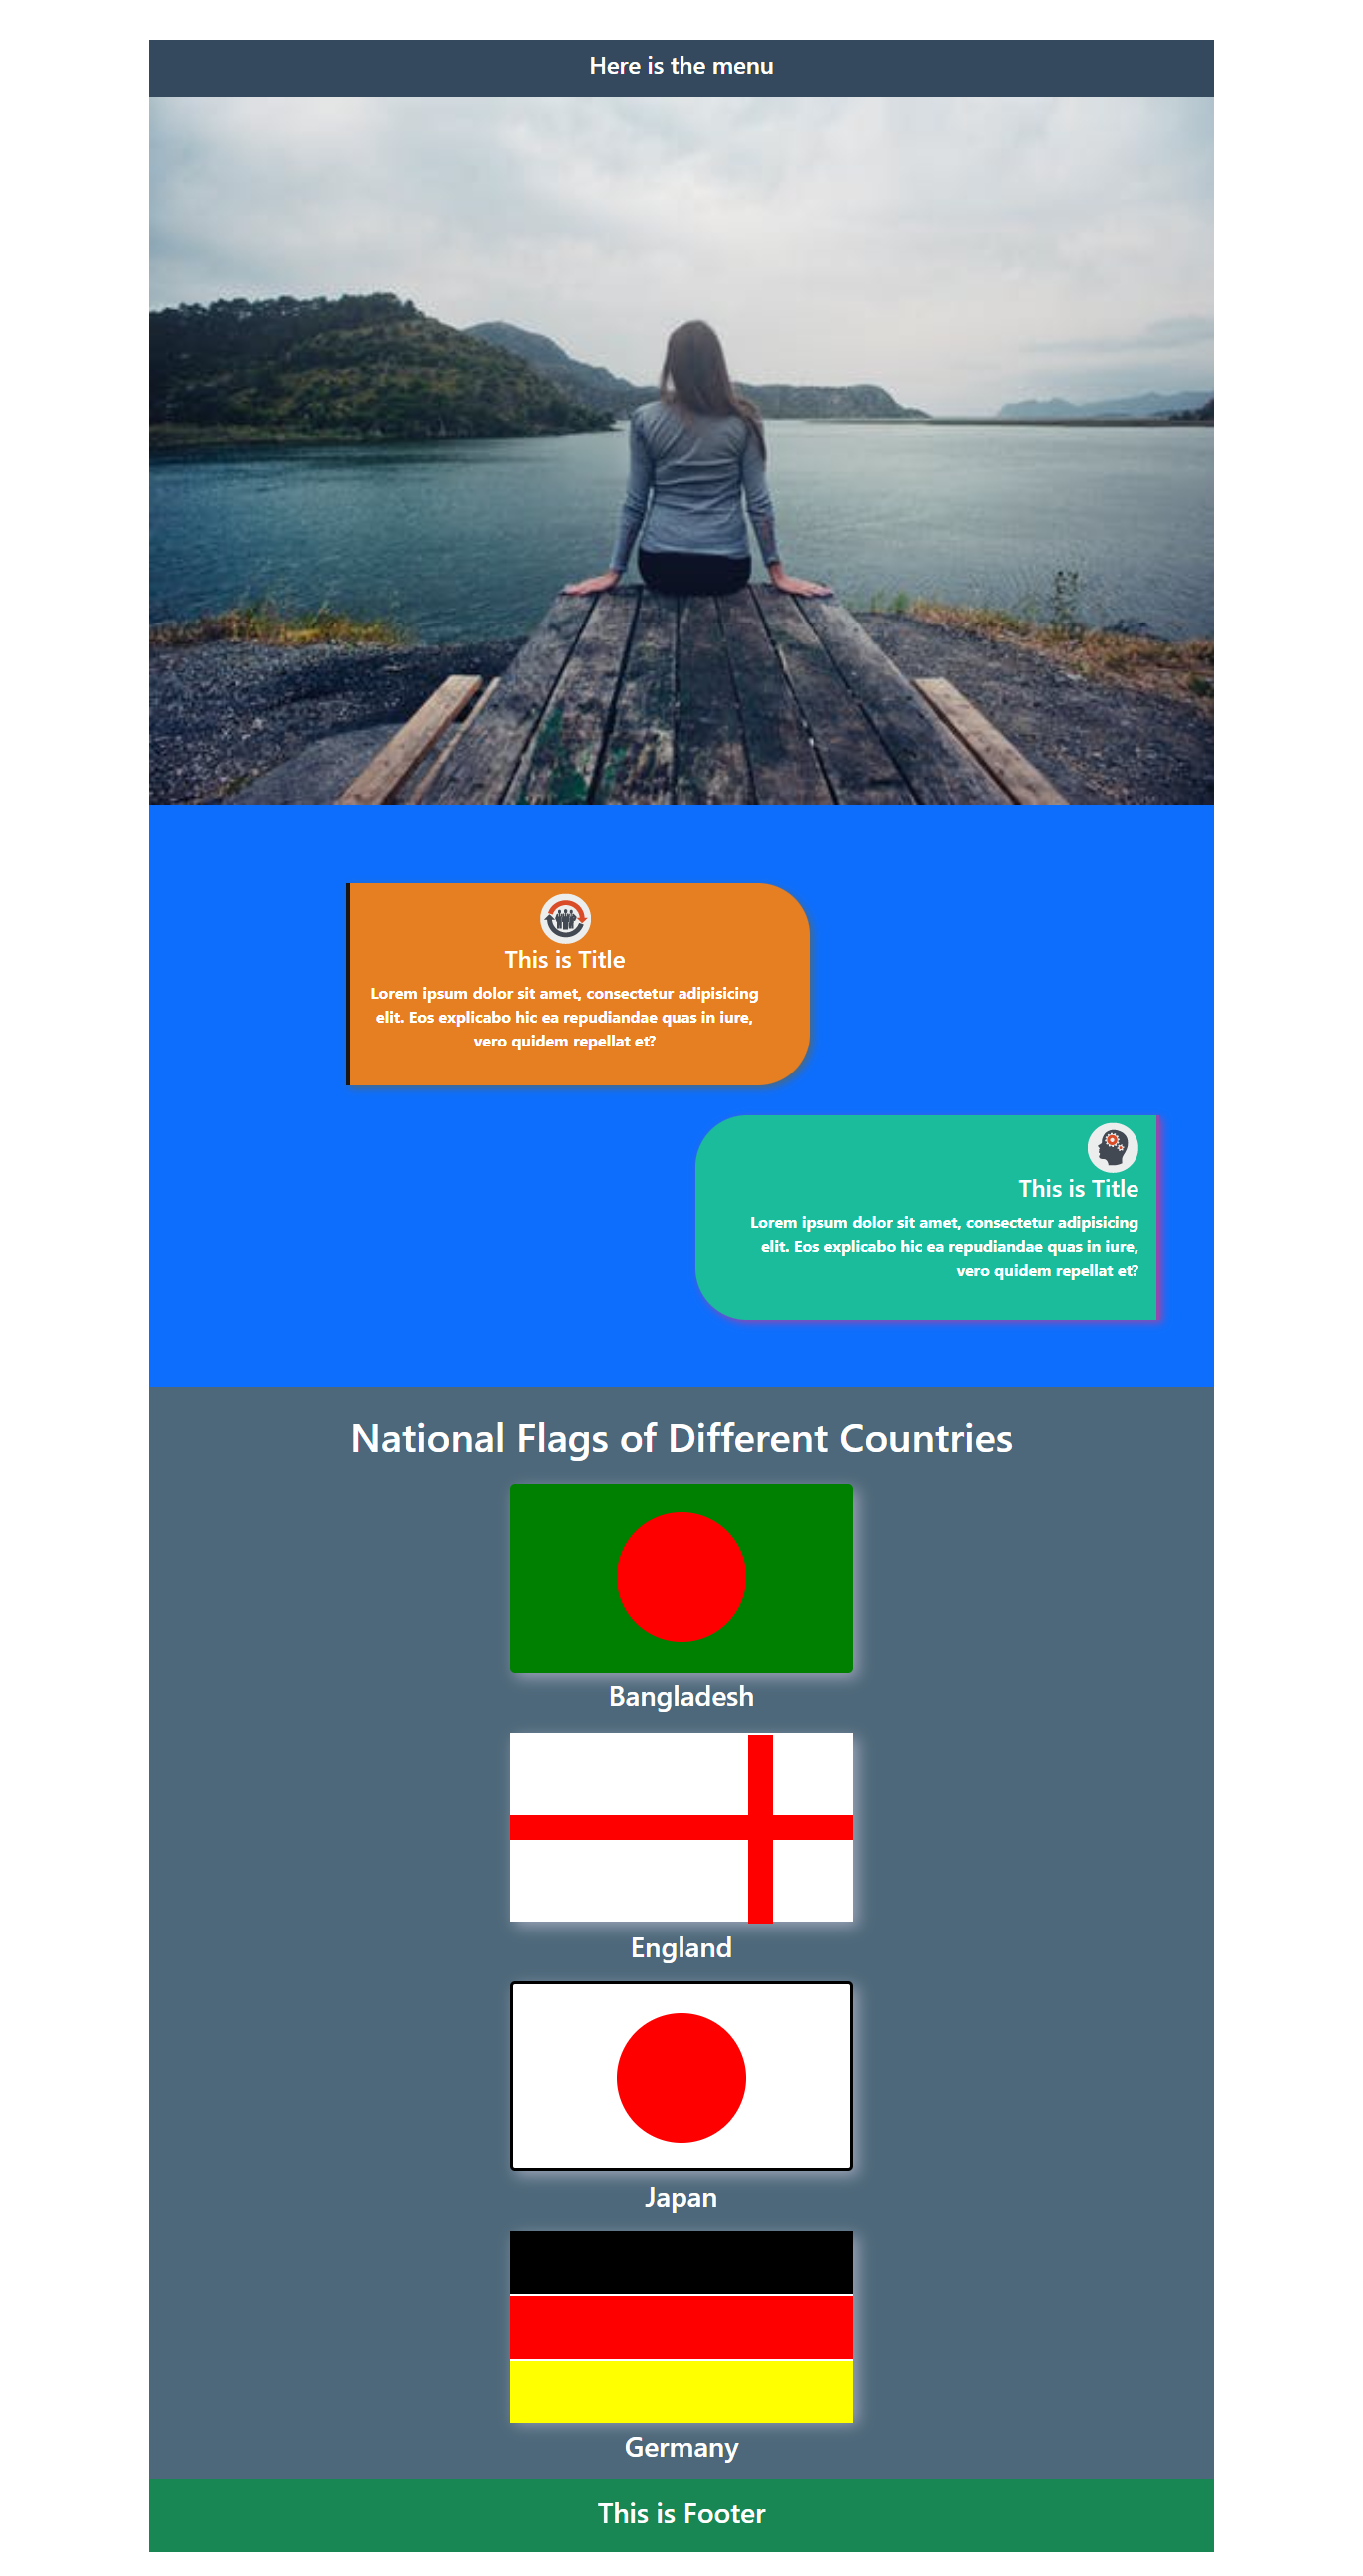 Here is the menu
This is Title
Lorem ipsum dolor sit amet, consectetur adipisicing
elit. Eos explicabo hic ea repudiandae quas in iure,
vero quidem repellat et?
This is Title
Lorem ipsum dolor sit amet, consectetur adipisicing
elit. Eos explicabo hic ea repudiandae quas in iure,
vero quidem repellat et?
National Flags of Different Countries
Bangladesh
England
Japan
Germany
This is Footer